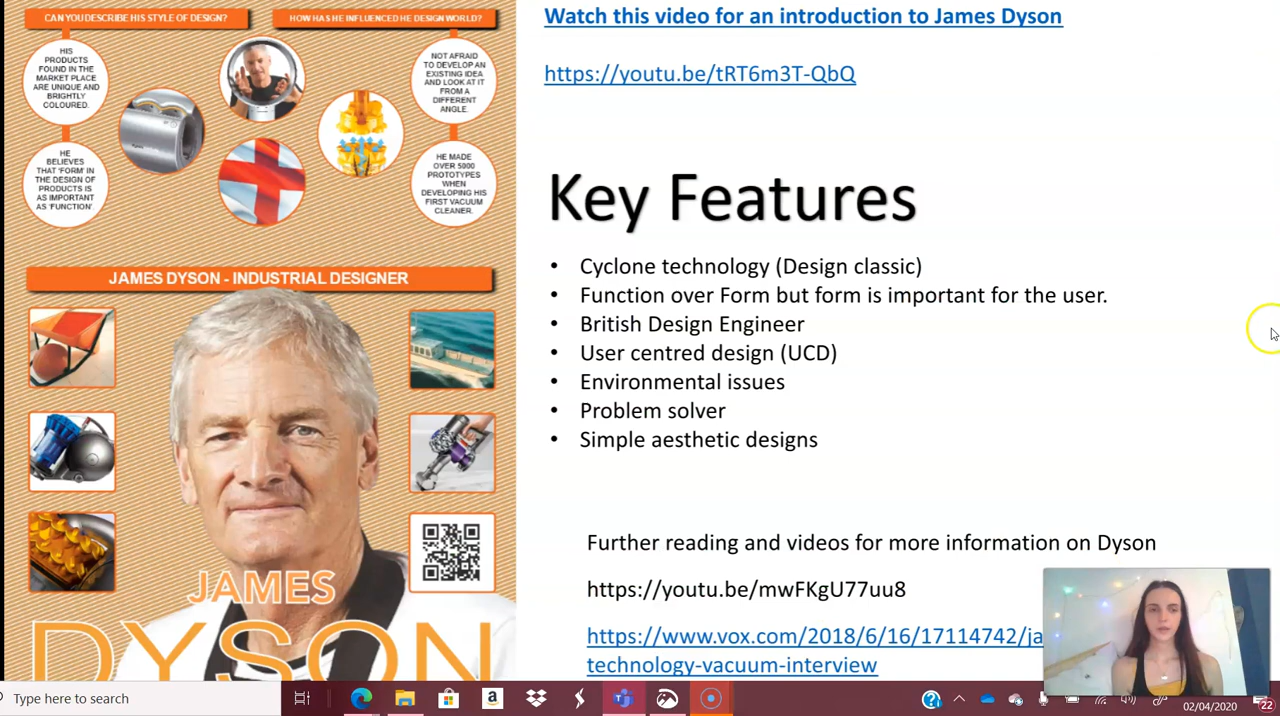 CAN YOU DESCRIBE HIS STYLE OF DESIGN?
HOW HAS HE INFLUENCED HE DESIGN WORLD?
HIS
PRODUCTS
FOUND IN THE
MARKET PLACE
ARE UNIQUE AND
BRIGHTLY
COLOURED.
NOT AFRAID
TO DEVELOP AN
EXISTING IDEA
AND LOOK AT IT
FROM A
DIFFERENT
ANGLE.
HE
BELIEVES
THAT 'FORM' IN
THE DESIGN OF
PRODUCTS IS
AS IMPORTANT
AS 'FUNCTION'.
HE MADE
OVER 5000
PROTOTYPES
WHEN
DEVELOPING HIS
FIRST VACUUM
CLEANER.
JAMES DYSON - INDUSTRIAL DESIGNER
JAMES
DYSON
Watch this video for an introduction to James Dyson
https://youtu.be/tRT6m3T-QbQ
Key Features
• Cyclone technology (Design classic)
• Function over Form but form is important for the user.
• British Design Engineer
• User centred design (UCD)
• Environmental issues
• Problem solver
• Simple aesthetic designs
Further reading and videos for more information on Dyson
https://youtu.be/mwFKgU77uu8
https://www.vox.com/2018/6/16/17114742/ja
technology-vacuum-interview
Type here to search
02/04/2020
22